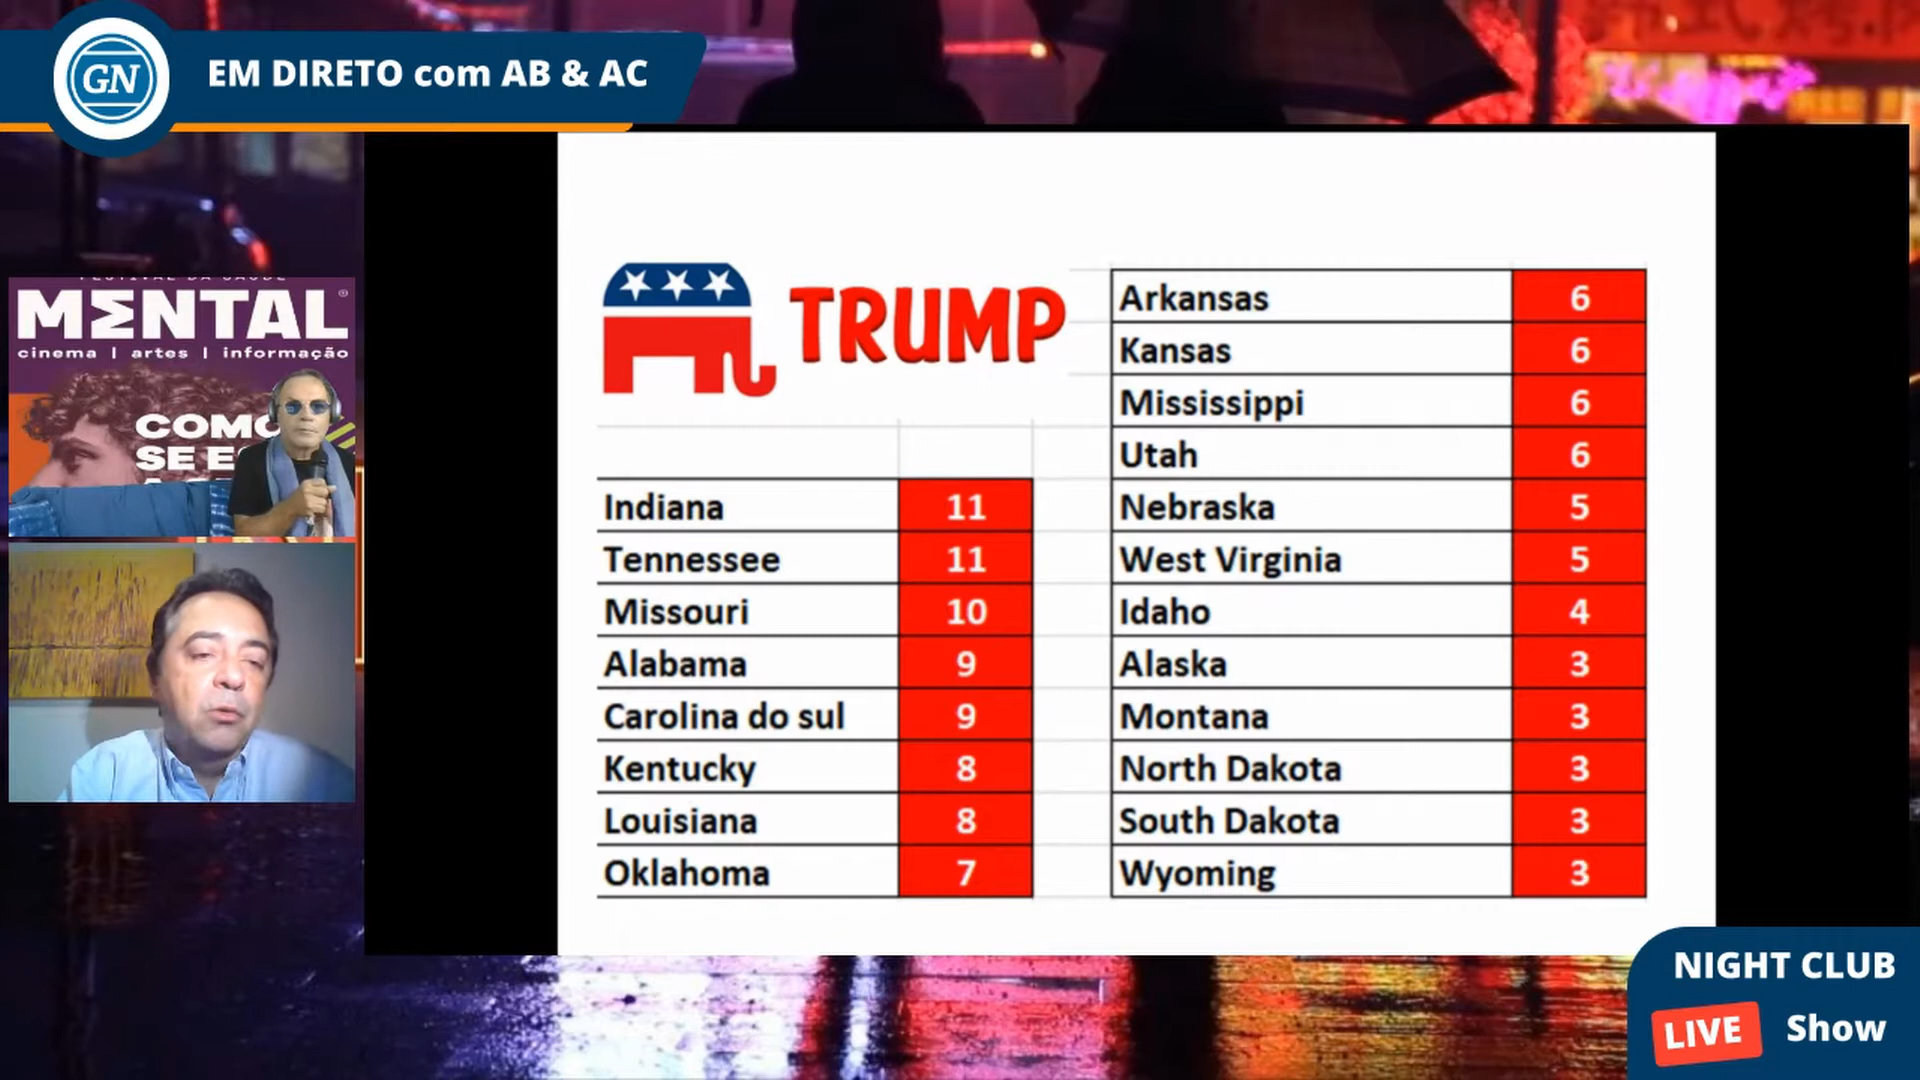 GN
EM DIRETO com AB & AC
MΣNTAL®
cinema | artes | informação
COMO
SE E
TRUMP
Indiana 11
Tennessee 11
Missouri 10
Alabama 9
Carolina do sul 9
Kentucky 8
Louisiana 8
Oklahoma 7
Arkansas 6
Kansas 6
Mississippi 6
Utah 6
Nebraska 5
West Virginia 5
Idaho 4
Alaska 3
Montana 3
North Dakota 3
South Dakota 3
Wyoming 3
NIGHT CLUB
LIVE Show